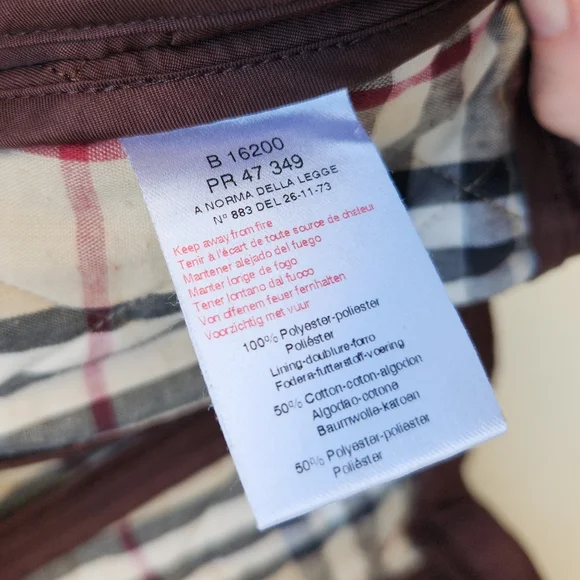 B 16200
PR 47 349
A NORMA DELLA LEGGE
Nº 883 DEL 26-11-73
Keep away from fire
Tenir à l'écart de toute source de chaleur
Mantener alejado del fuego
Manter longe de fogo
Tenere lontano dal fuoco
Von offenem feuer fernhalten
Voorzichtig met vuur
100% Polyester-poliester
Poliéster
Lining-doublure-forro
Fodera-futterstoff-voering
50% Cotton-coton-algodon
Algodao-cotone
Baumwolle-katoen
50% Polyester-poliester
Poliéster